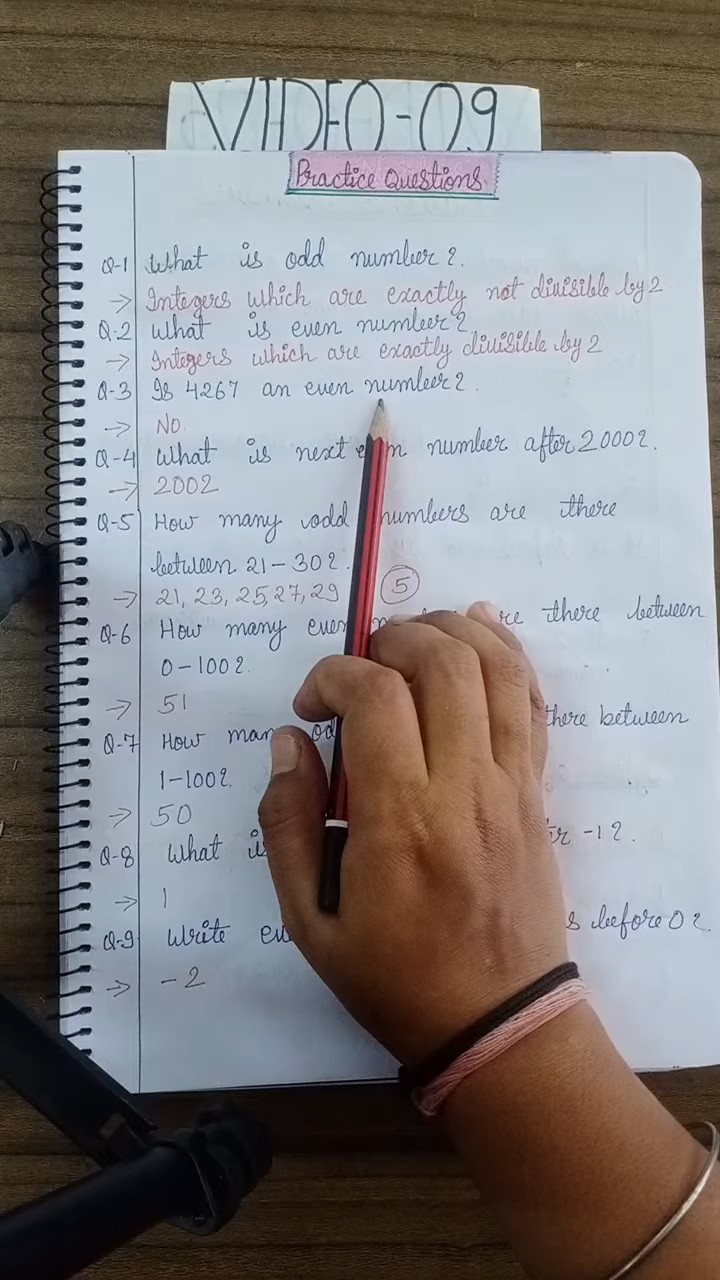 VIDEO-09
Practice Questions
Q-1 What is odd number?
→ Integers which are exactly not divisible by 2
Q-2 What is even number?
→ Integers which are exactly divisible by 2
Q-3 Is 4267 an even number?
→ No.
Q-4 What is next number after 2000?
→ 2002
Q-5 How many odd numbers are there
between 21-30?
→ 21, 23, 25, 27, 29 5
Q-6 How many even there between
0-100?
→ 51
Q-7 How many there between
1-100?
→ 50
Q-8 What is -1?
→ 1
Q-9 Write before 0?
→ -2